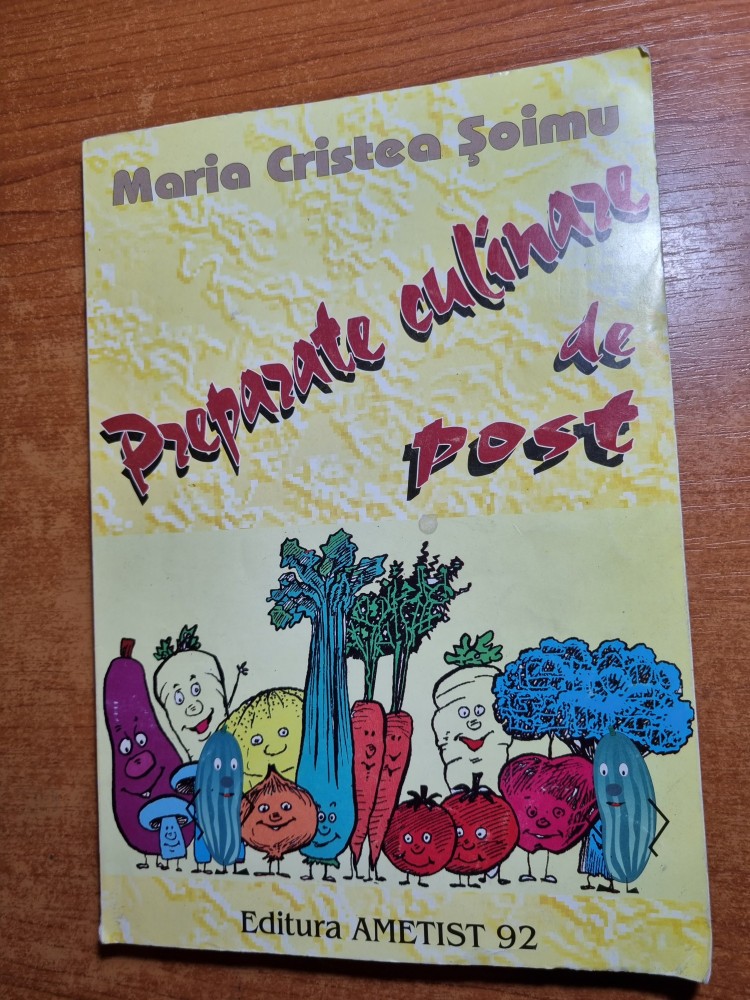 Maria Cristea Şoimu
Preparate culinare
de
post
Editura AMETIST 92